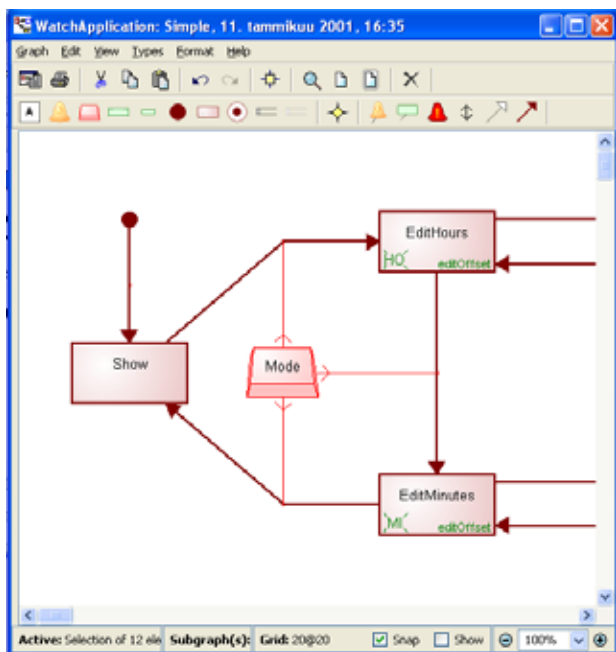 WatchApplication: Simple, 11. tammikuu 2001, 16:35
Graph Edit View Types Format Help
A
EditHours
HO editOffset
Show
Mode
EditMinutes
MI editOffset
Active: Selection of 12 ele Subgraph(s): Grid: 20@20 Snap Show 100%